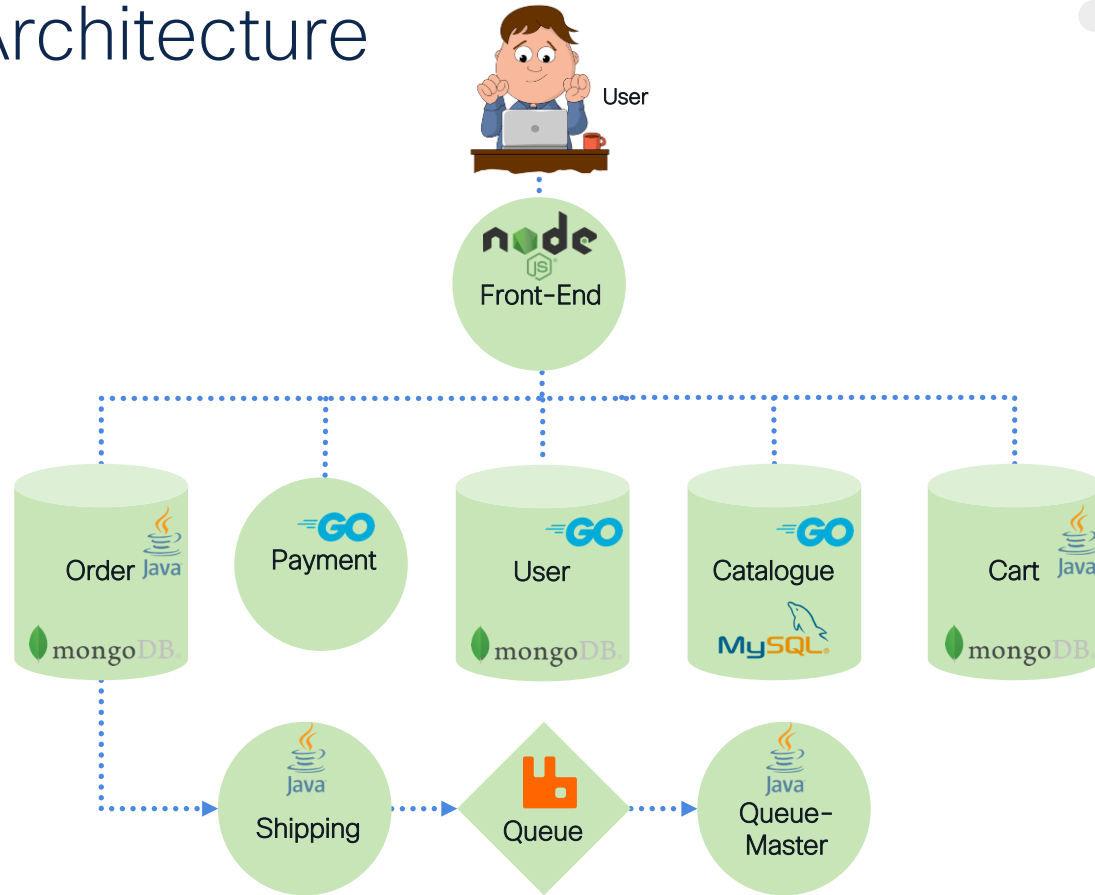 Architecture
User
node
JS
Front-End
GO
Payment
Order
Java
mongoDB.
GO
User
mongoDB.
GO
Catalogue
MySQL
Cart
Java
mongoDB.
Java
Shipping
Queue
Java
Queue-
Master